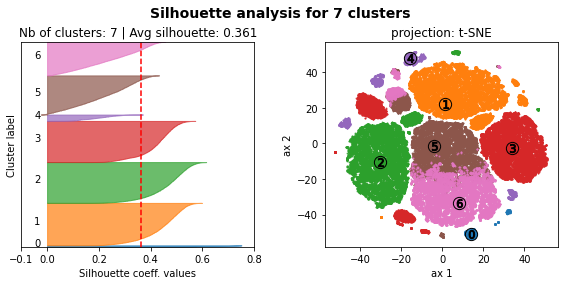 Silhouette analysis for 7 clusters
Nb of clusters: 7 | Avg silhouette: 0.361
Cluster label
6
5
4
3
2
1
0
−0.1 0.0 0.2 0.4 0.6 0.8
Silhouette coeff. values
projection: t-SNE
ax 2
40
20
0
−20
−40
4
1
5
3
2
6
0
−40 −20 0 20 40
ax 1